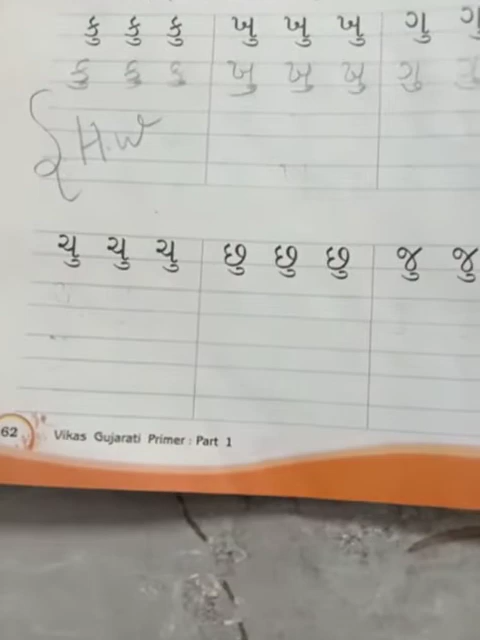 કુ કુ કુ ખુ ખુ ખુ ગુ ગુ
કુ કુ કુ ખુ ખુ ખુ ગુ
H.W
ચુ ચુ ચુ છુ છુ છુ જુ જુ
62 Vikas Gujarati Primer : Part 1